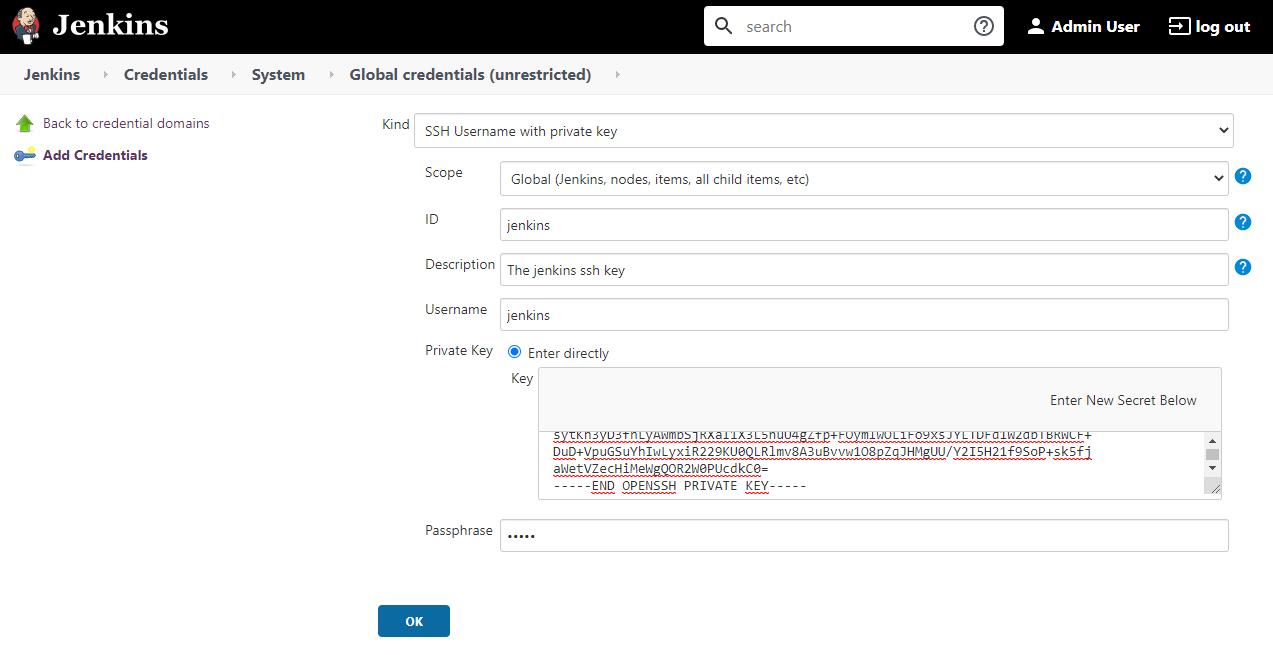 Jenkins
search
Admin User
log out
Jenkins
Credentials
System
Global credentials (unrestricted)
Back to credential domains
Add Credentials
Kind
SSH Username with private key
Scope
Global (Jenkins, nodes, items, all child items, etc)
ID
jenkins
Description
The jenkins ssh key
Username
jenkins
Private Key
Enter directly
Key
Enter New Secret Below
DuD+VpuGSuYhIwLyxiR229KU0QLRlmv8A3uBvvw1O8pZqJHMgUU/Y2I5H21f9SoP+sk5fj
aWetVZecHiMeWgQOR2W0PUcdkC0=
-----END OPENSSH PRIVATE KEY-----
Passphrase
•••••
OK